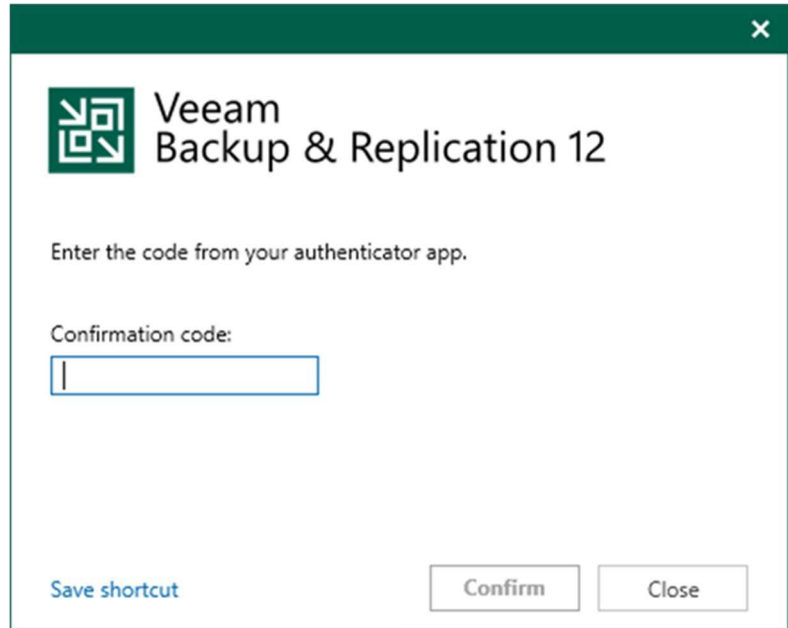 Veeam
Backup & Replication 12
Enter the code from your authenticator app.
Confirmation code:
Save shortcut
Confirm
Close